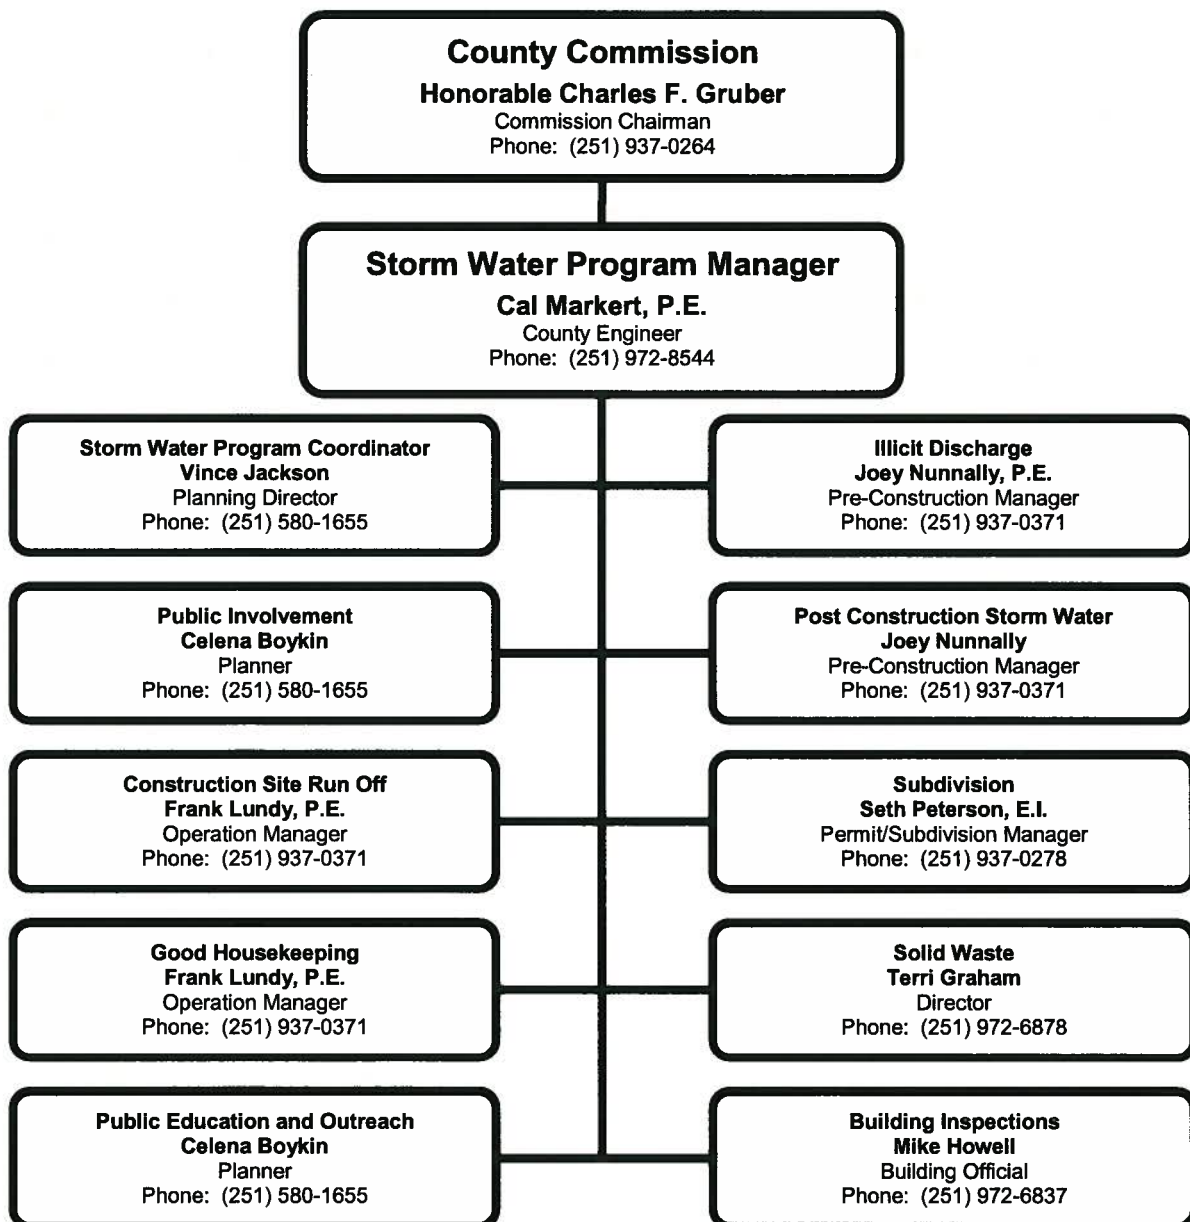 County Commission
Honorable Charles F. Gruber
Commission Chairman
Phone: (251) 937-0264
Storm Water Program Manager
Cal Markert, P.E.
County Engineer
Phone: (251) 972-8544
Storm Water Program Coordinator
Vince Jackson
Planning Director
Phone: (251) 580-1655
Illicit Discharge
Joey Nunnally, P.E.
Pre-Construction Manager
Phone: (251) 937-0371
Public Involvement
Celena Boykin
Planner
Phone: (251) 580-1655
Post Construction Storm Water
Joey Nunnally
Pre-Construction Manager
Phone: (251) 937-0371
Construction Site Run Off
Frank Lundy, P.E.
Operation Manager
Phone: (251) 937-0371
Subdivision
Seth Peterson, E.I.
Permit/Subdivision Manager
Phone: (251) 937-0278
Good Housekeeping
Frank Lundy, P.E.
Operation Manager
Phone: (251) 937-0371
Solid Waste
Terri Graham
Director
Phone: (251) 972-6878
Public Education and Outreach
Celena Boykin
Planner
Phone: (251) 580-1655
Building Inspections
Mike Howell
Building Official
Phone: (251) 972-6837